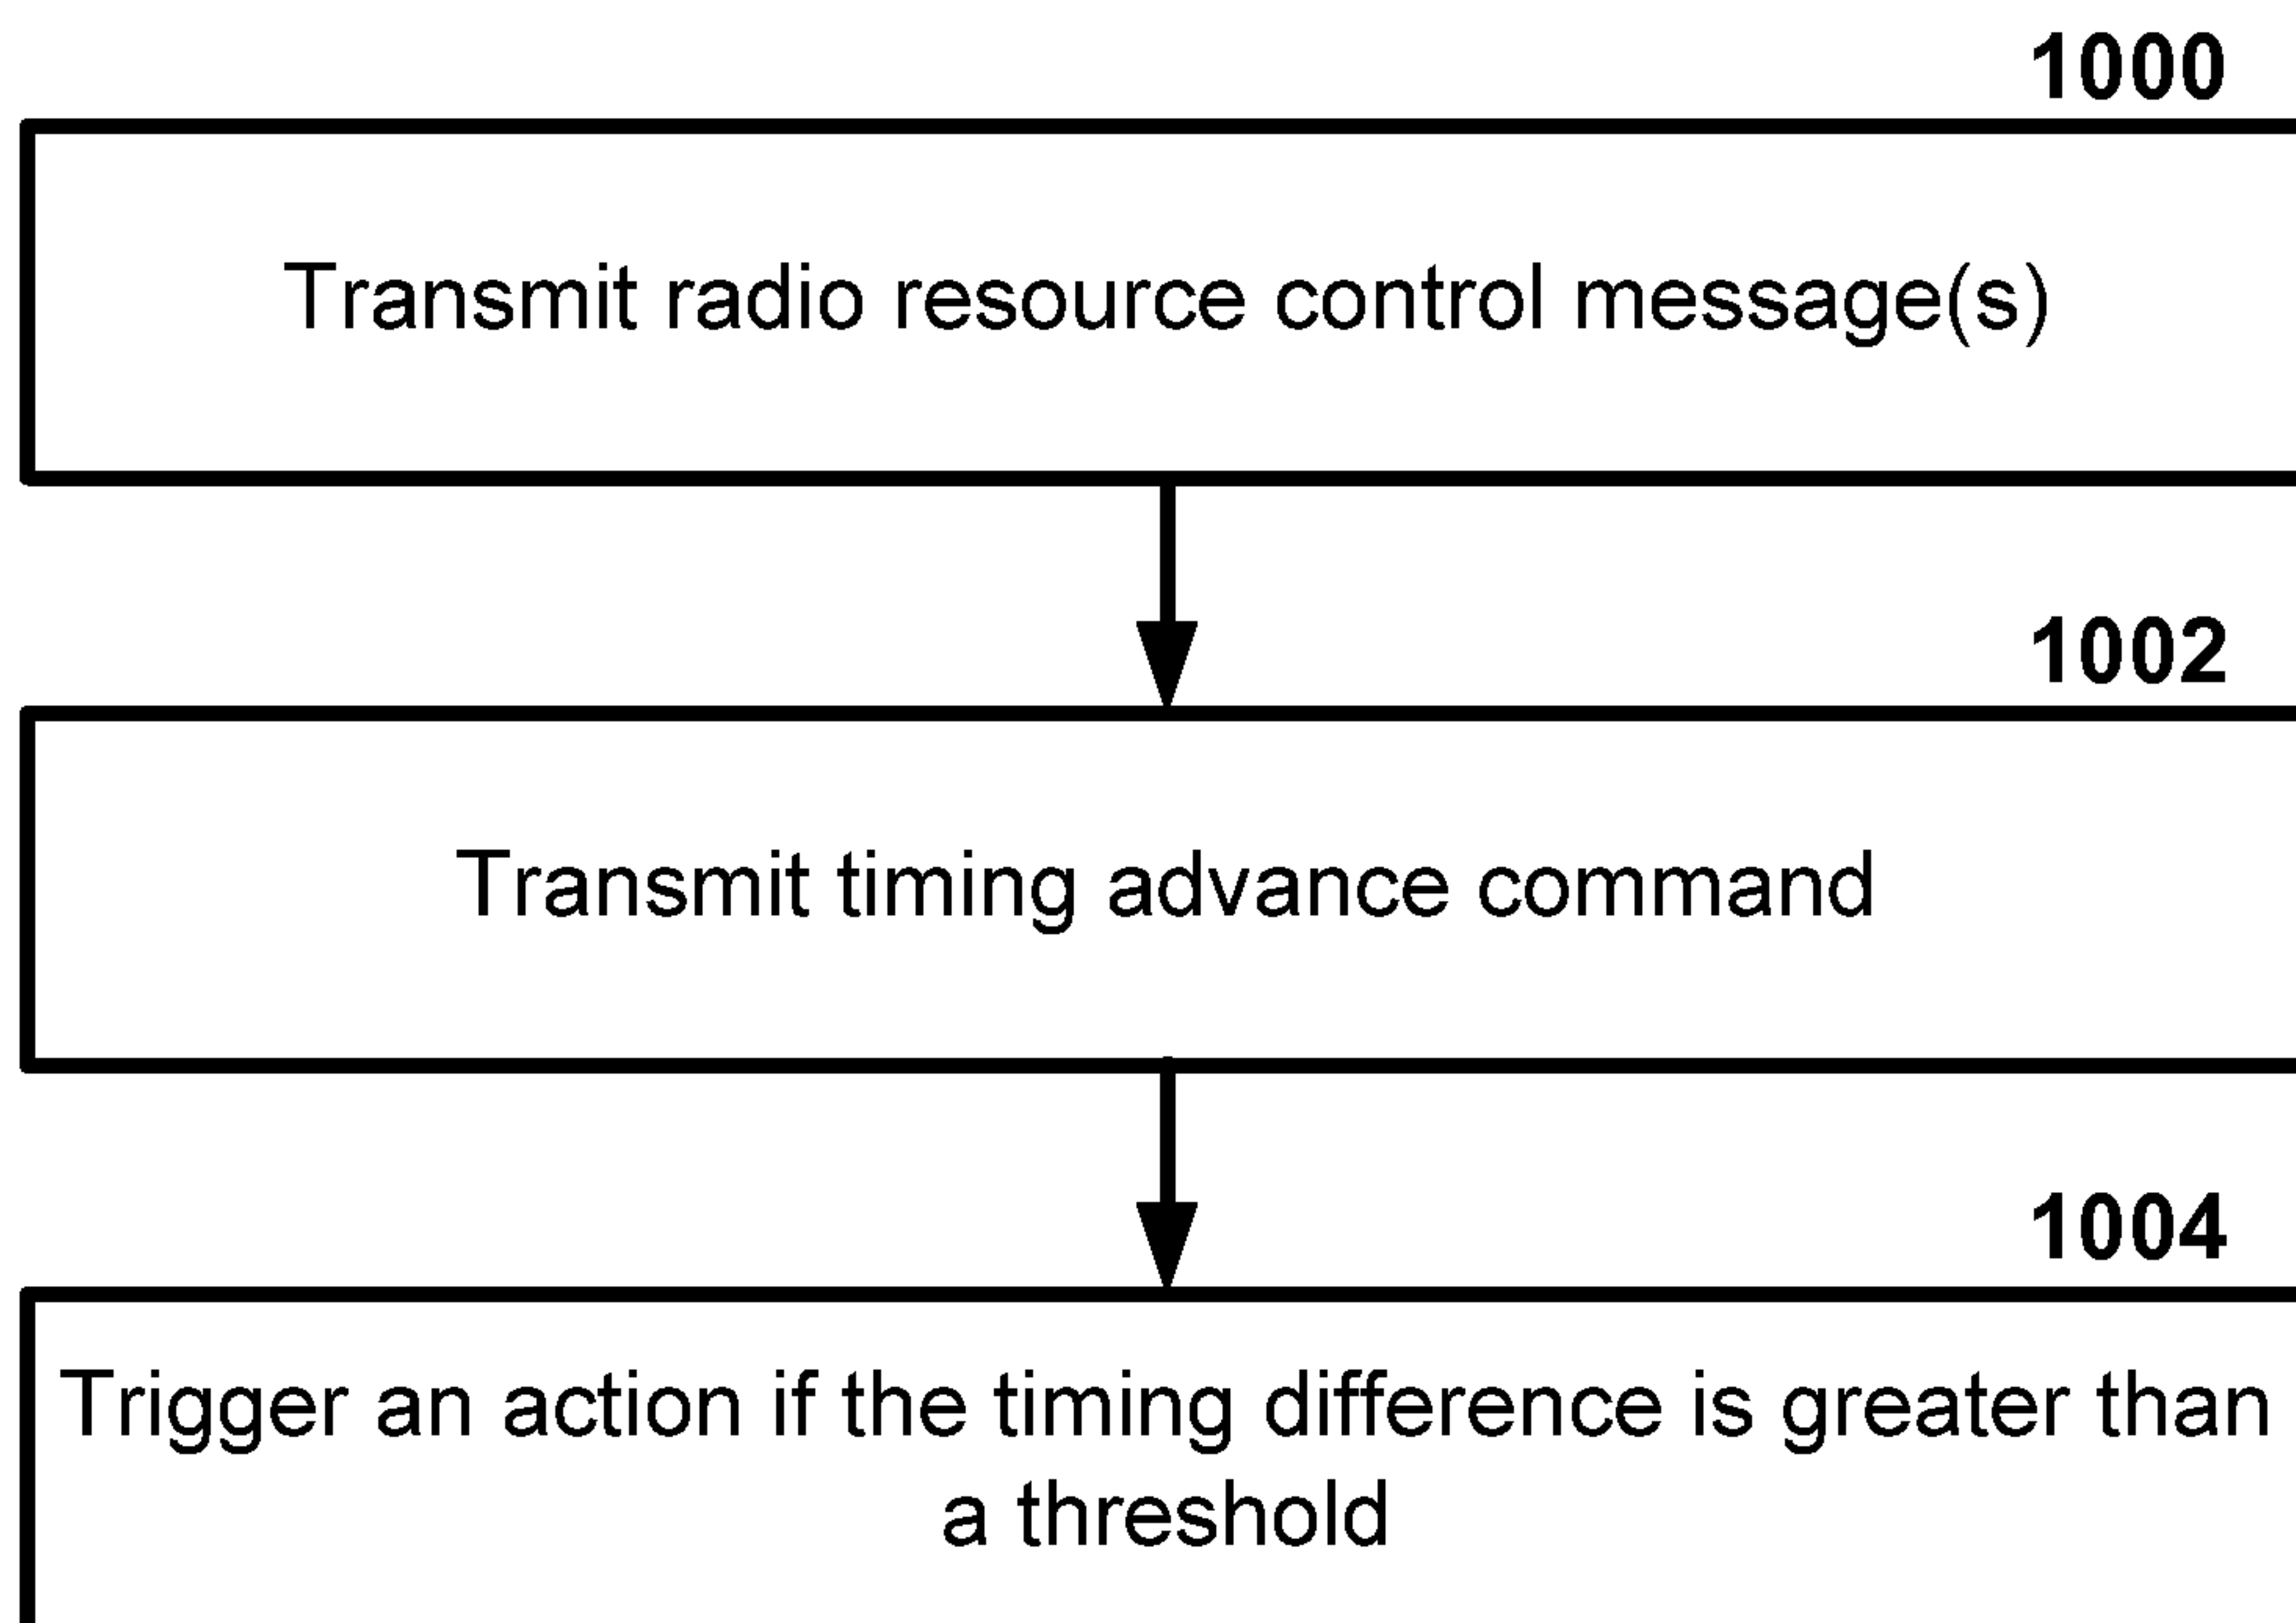 1000
Transmit radio resource control message(s)
1002
Transmit timing advance command
1004
Trigger an action if the timing difference is greater than
a threshold